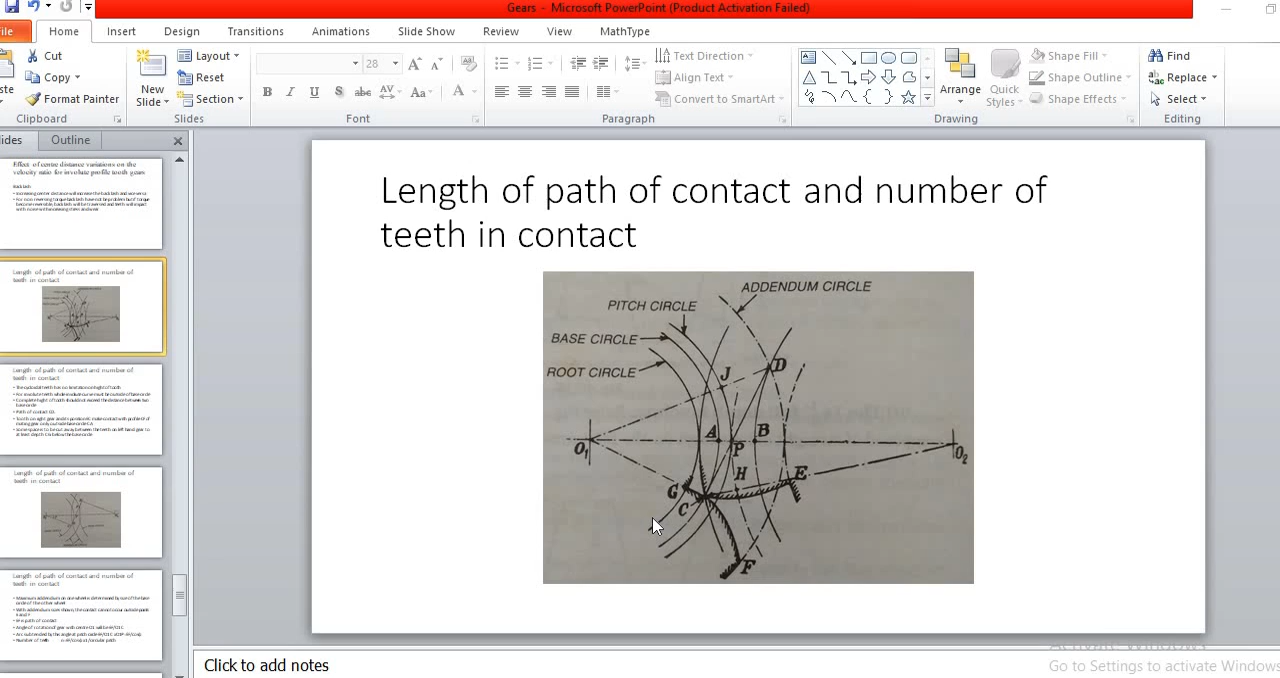 Gears - Microsoft PowerPoint (Product Activation Failed)
File Home Insert Design Transitions Animations Slide Show Review View MathType
Cut
Copy
Format Painter
Clipboard
New
Slide
Layout
Reset
Section
Slides
28
B I U S abc AV Aa A
Font
Text Direction
Align Text
Convert to SmartArt
Paragraph
Arrange
Quick
Styles
Shape Fill
Shape Outline
Shape Effects
Drawing
Find
Replace
Select
Editing
Outline
Effect of centre distance variations on the
velocity ratio for involute profile tooth gears
Backlash
Length of path of contact and number of
teeth in contact
Length of path of contact and number of
teeth in contact
Length of path of contact and number of
teeth in contact
Length of path of contact and number of
teeth in contact
Length of path of contact and number of
teeth in contact
ADDENDUM CIRCLE
PITCH CIRCLE
BASE CIRCLE
ROOT CIRCLE
J
D
A
B
P
O₁
O₂
H
E
G
C
F
Click to add notes
Activate Windows
Go to Settings to activate Windows